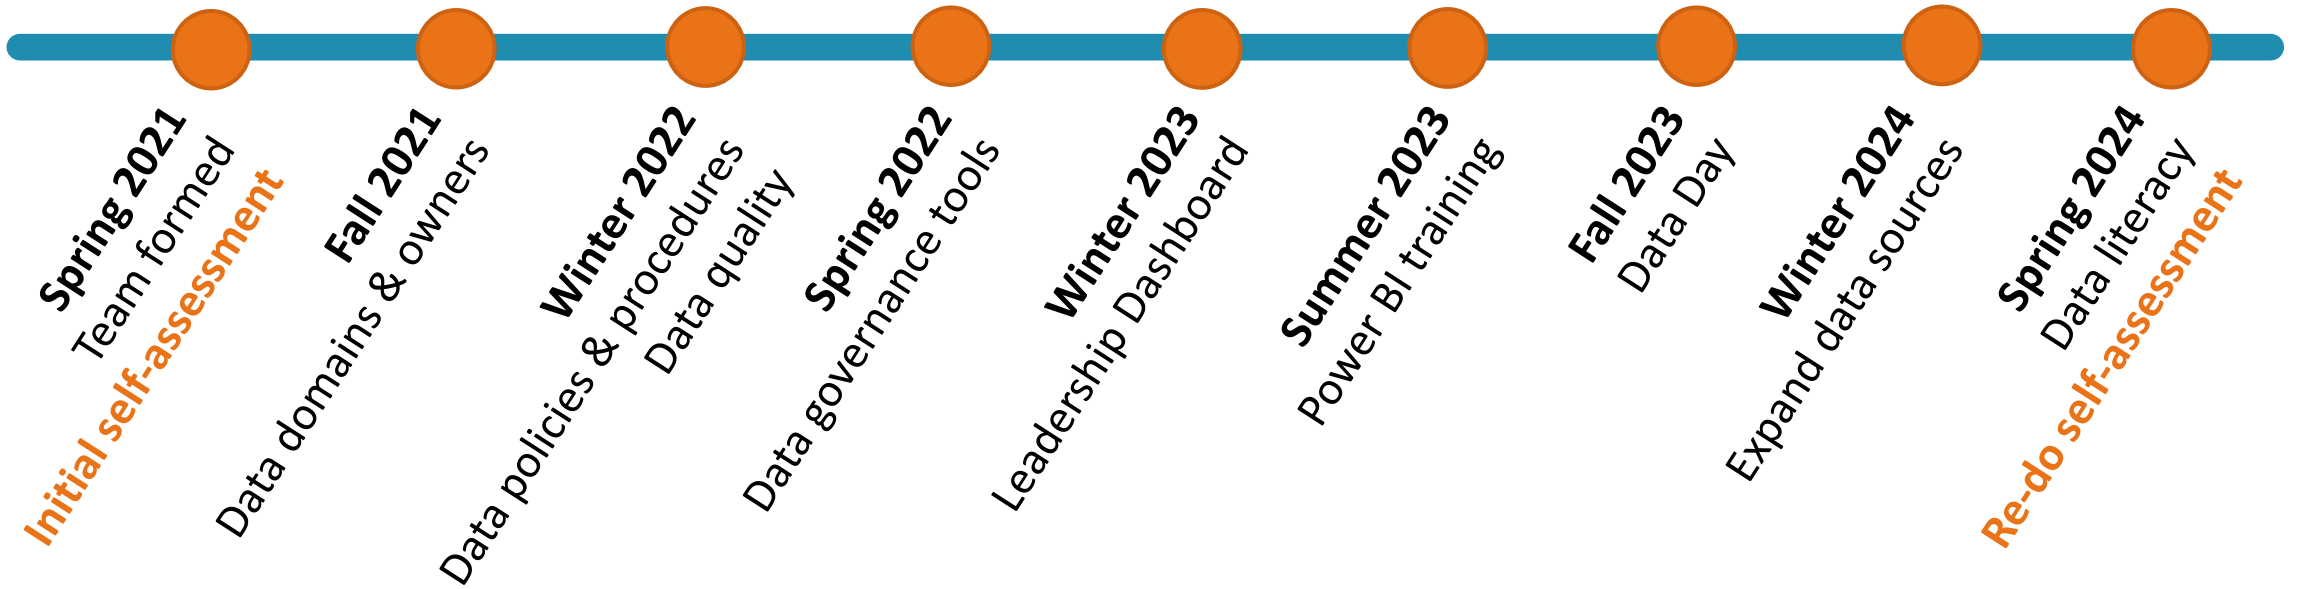 Spring 2021
Team formed
Initial self-assessment
Fall 2021
Data domains & owners
Winter 2022
Data policies & procedures
Data quality
Spring 2022
Data governance tools
Winter 2023
Leadership Dashboard
Summer 2023
Power BI training
Fall 2023
Data Day
Winter 2024
Expand data sources
Spring 2024
Data literacy
Re-do self-assessment